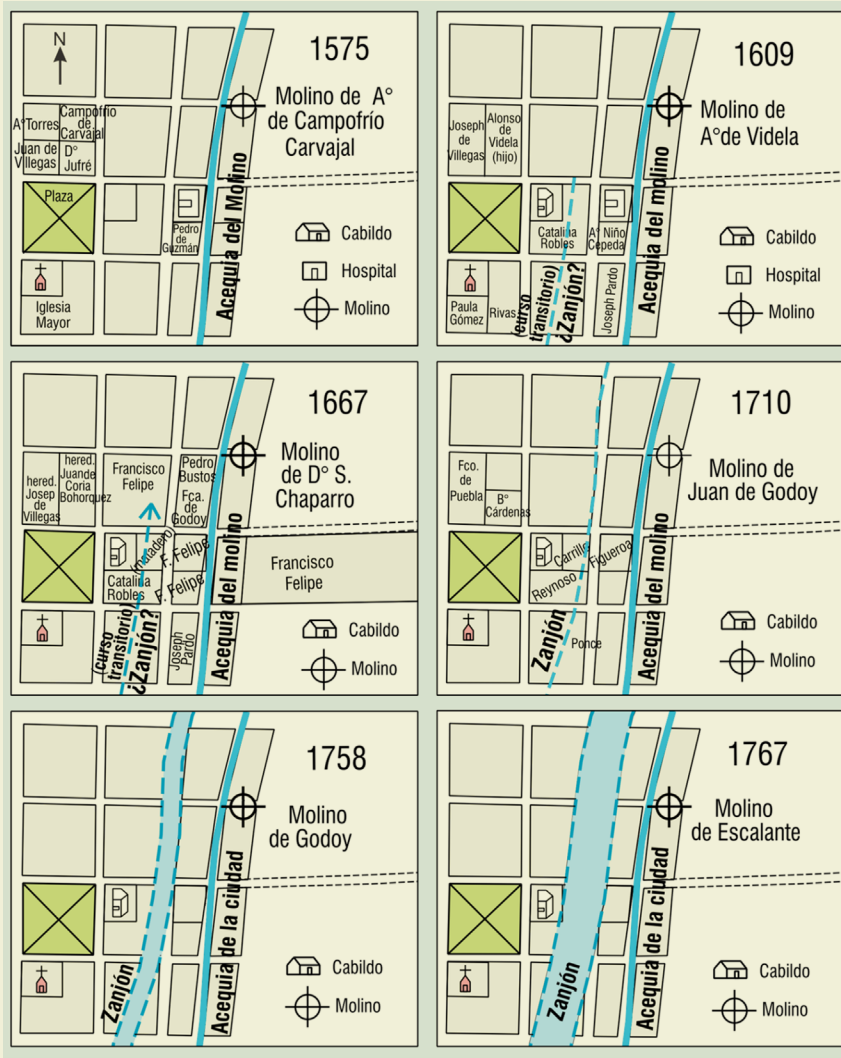 1575
N
Molino de A°
de Campofrío
Carvajal
A°Torres
Campofrío
de
Carvajal
Juan de
Villegas
D°
Jufré
Plaza
Pedro
de
Guzmán
Acequia del Molino
Iglesia
Mayor
Cabildo
Hospital
Molino
1609
Molino de
A°de Videla
Joseph
de
Villegas
Alonso
de
Videla
(hijo)
Catalina
Robles
A° Niño
Cepeda
Acequia del molino
Paula
Gómez
Rivas
(curso
transitorio)
¿Zanjón?
Joseph Pardo
Cabildo
Hospital
Molino
1667
Molino
de D° S.
Chaparro
hered.
Josep
de
Villegas
hered.
Juande
Coria
Bohorquez
Francisco
Felipe
Pedro
Bustos
Fca.
de
Godoy
(matadero)
F. Felipe
F. Felipe
Catalina
Robles
Francisco
Felipe
Acequia del molino
(curso
transitorio)
¿Zanjón?
Joseph
Pardo
Cabildo
Molino
1710
Molino de
Juan de Godoy
Fco.
de
Puebla
B°
Cárdenas
Carrillo
Figueroa
Reynoso
Acequia del molino
Zanjón
Ponce
Cabildo
Molino
1758
Molino
de Godoy
Acequia de la ciudad
Zanjón
Cabildo
Molino
1767
Molino
de Escalante
Acequia de la ciudad
Zanjón
Cabildo
Molino